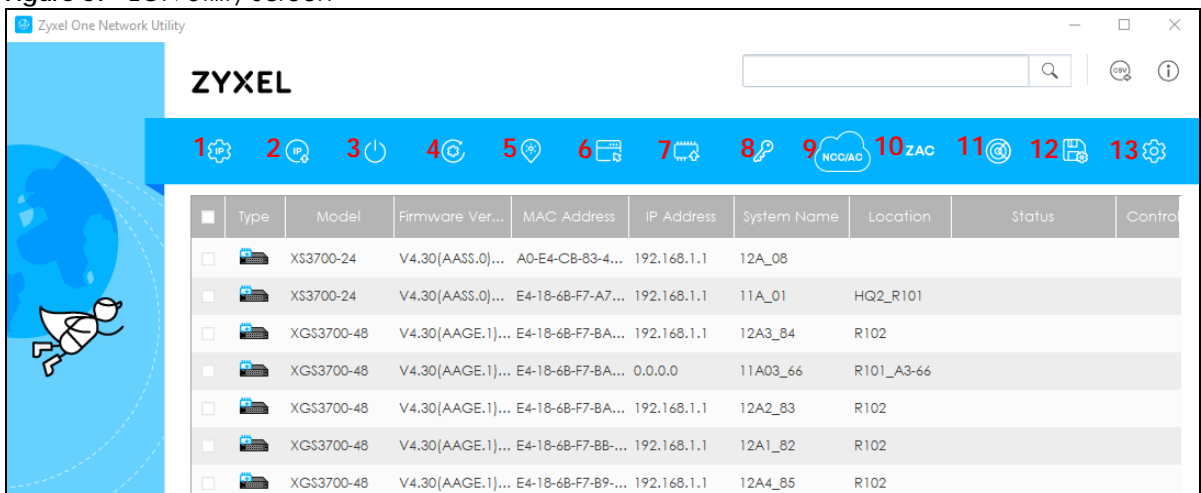 Zyxel One Network Utility
ZYXEL
CSV
1 IP 2 IP 3 4 5 6 7 8 9 NCC/AC 10 ZAC 11 12 13
Type Model Firmware Ver... MAC Address IP Address System Name Location Status Control
XS3700-24 V4.30(AASS.0)... A0-E4-CB-83-4... 192.168.1.1 12A_08
XS3700-24 V4.30(AASS.0)... E4-18-6B-F7-A7... 192.168.1.1 11A_01 HQ2_R101
XGS3700-48 V4.30(AAGE.1)... E4-18-6B-F7-BA... 192.168.1.1 12A3_84 R102
XGS3700-48 V4.30(AAGE.1)... E4-18-6B-F7-BA... 0.0.0.0 11A03_66 R101_A3-66
XGS3700-48 V4.30(AAGE.1)... E4-18-6B-F7-BA... 192.168.1.1 12A2_83 R102
XGS3700-48 V4.30(AAGE.1)... E4-18-6B-F7-BB-... 192.168.1.1 12A1_82 R102
XGS3700-48 V4.30(AAGE.1)... E4-18-6B-F7-B9-... 192.168.1.1 12A4_85 R102